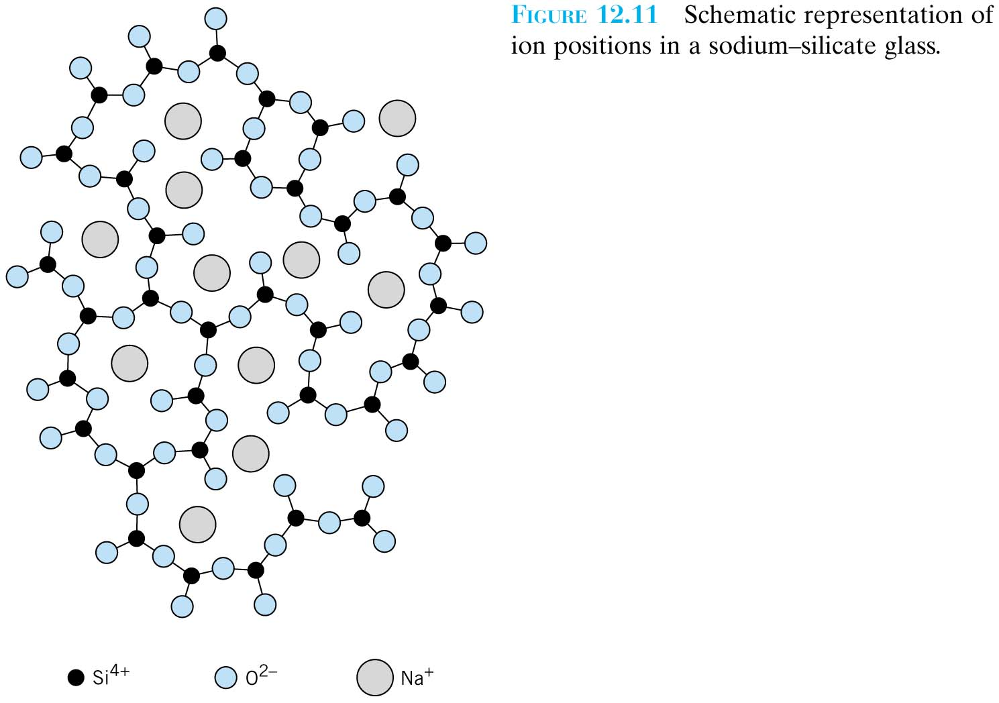 FIGURE 12.11 Schematic representation of
ion positions in a sodium–silicate glass.
Si4+ O2– Na+